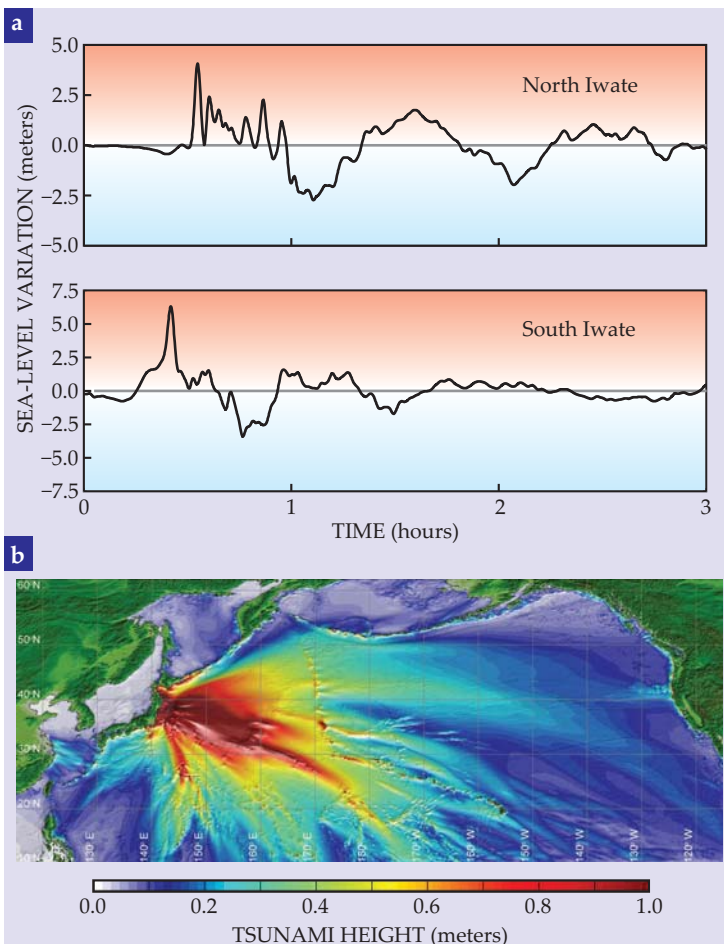 a
5.0
2.5
0.0
−2.5
−5.0
North Iwate
SEA-LEVEL VARIATION (meters)
7.5
5.0
2.5
0.0
−2.5
−5.0
−7.5
South Iwate
0 1 2 3
TIME (hours)
b
60°N
50°N
40°N
30°N
20°N
130° E 140° E 150° E 160° E 170° E 180° 170° W 160° W 150° W 140° W 130° W 120° W
0.0 0.2 0.4 0.6 0.8 1.0
TSUNAMI HEIGHT (meters)